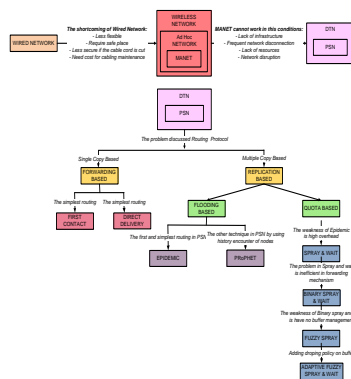 The shortcoming of Wired Network:
- Less flexible
- Require safe place
- Less secure if the cable cord is cut
- Need cost for cabling maintenance
WIRED NETWORK
WIRELESS
NETWORK
Ad Hoc
NETWORK
MANET
MANET cannot work in this conditions:
- Lack of infrastructure
- Frequent network disconnection
- Lack of resources
- Network disruption
DTN
PSN
DTN
PSN
The problem discussed Routing Protocol
Single Copy Based
Multiple Copy Based
FORWARDING
BASED
REPLICATION
BASED
The simplest routing
The simplest routing
FIRST
CONTACT
DIRECT
DELIVERY
FLOODING
BASED
QUOTA BASED
The first and simplest routing in PSN
The other technique in PSN by using
history encounter of nodes
EPIDEMIC
PRoPHET
The weakness of Epidemic
is high overhead
SPRAY & WAIT
The problem in Spray and wait
is inefficient in forwarding
mechanism
BINARY SPRAY
& WAIT
The weakness of Binary spray and
is have no buffer management
FUZZY SPRAY
Adding droping policy on buffer
ADAPTIVE FUZZY
SPRAY & WAIT